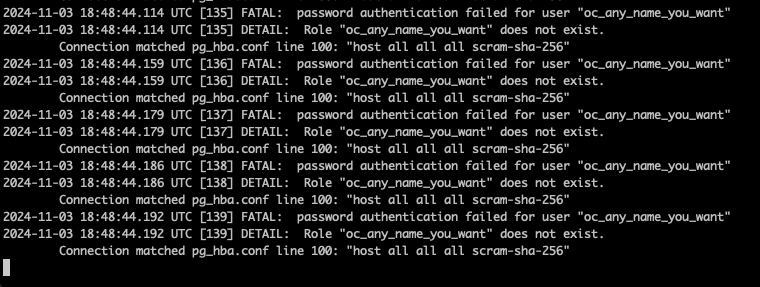 2024-11-03 18:48:44.114 UTC [135] FATAL:  password authentication failed for user "oc_any_name_you_want"
2024-11-03 18:48:44.114 UTC [135] DETAIL:  Role "oc_any_name_you_want" does not exist.
Connection matched pg_hba.conf line 100: "host all all all scram-sha-256"
2024-11-03 18:48:44.159 UTC [136] FATAL:  password authentication failed for user "oc_any_name_you_want"
2024-11-03 18:48:44.159 UTC [136] DETAIL:  Role "oc_any_name_you_want" does not exist.
Connection matched pg_hba.conf line 100: "host all all all scram-sha-256"
2024-11-03 18:48:44.179 UTC [137] FATAL:  password authentication failed for user "oc_any_name_you_want"
2024-11-03 18:48:44.179 UTC [137] DETAIL:  Role "oc_any_name_you_want" does not exist.
Connection matched pg_hba.conf line 100: "host all all all scram-sha-256"
2024-11-03 18:48:44.186 UTC [138] FATAL:  password authentication failed for user "oc_any_name_you_want"
2024-11-03 18:48:44.186 UTC [138] DETAIL:  Role "oc_any_name_you_want" does not exist.
Connection matched pg_hba.conf line 100: "host all all all scram-sha-256"
2024-11-03 18:48:44.192 UTC [139] FATAL:  password authentication failed for user "oc_any_name_you_want"
2024-11-03 18:48:44.192 UTC [139] DETAIL:  Role "oc_any_name_you_want" does not exist.
Connection matched pg_hba.conf line 100: "host all all all scram-sha-256"